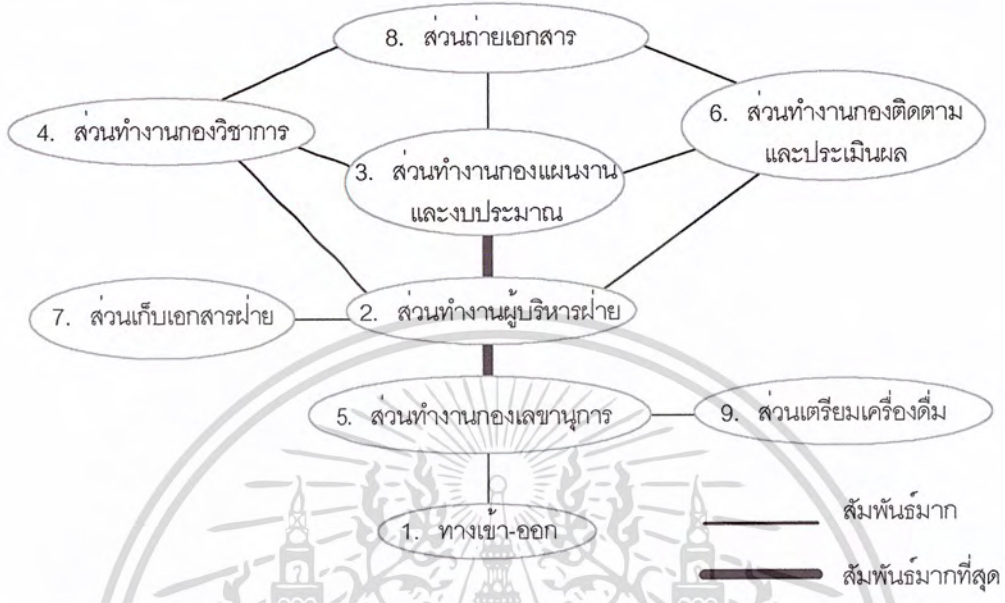 8. ส่วนถ่ายเอกสาร
4. ส่วนทำงานกองวิชาการ
6. ส่วนทำงานกองติดตาม
และประเมินผล
3. ส่วนทำงานกองแผนงาน
และงบประมาณ
7. ส่วนเก็บเอกสารฝ่าย
2. ส่วนทำงานผู้บริหารฝ่าย
5. ส่วนทำงานกองเลขานุการ
9. ส่วนเตรียมเครื่องดื่ม
1. ทางเข้า-ออก
สัมพันธ์มาก
สัมพันธ์มากที่สุด